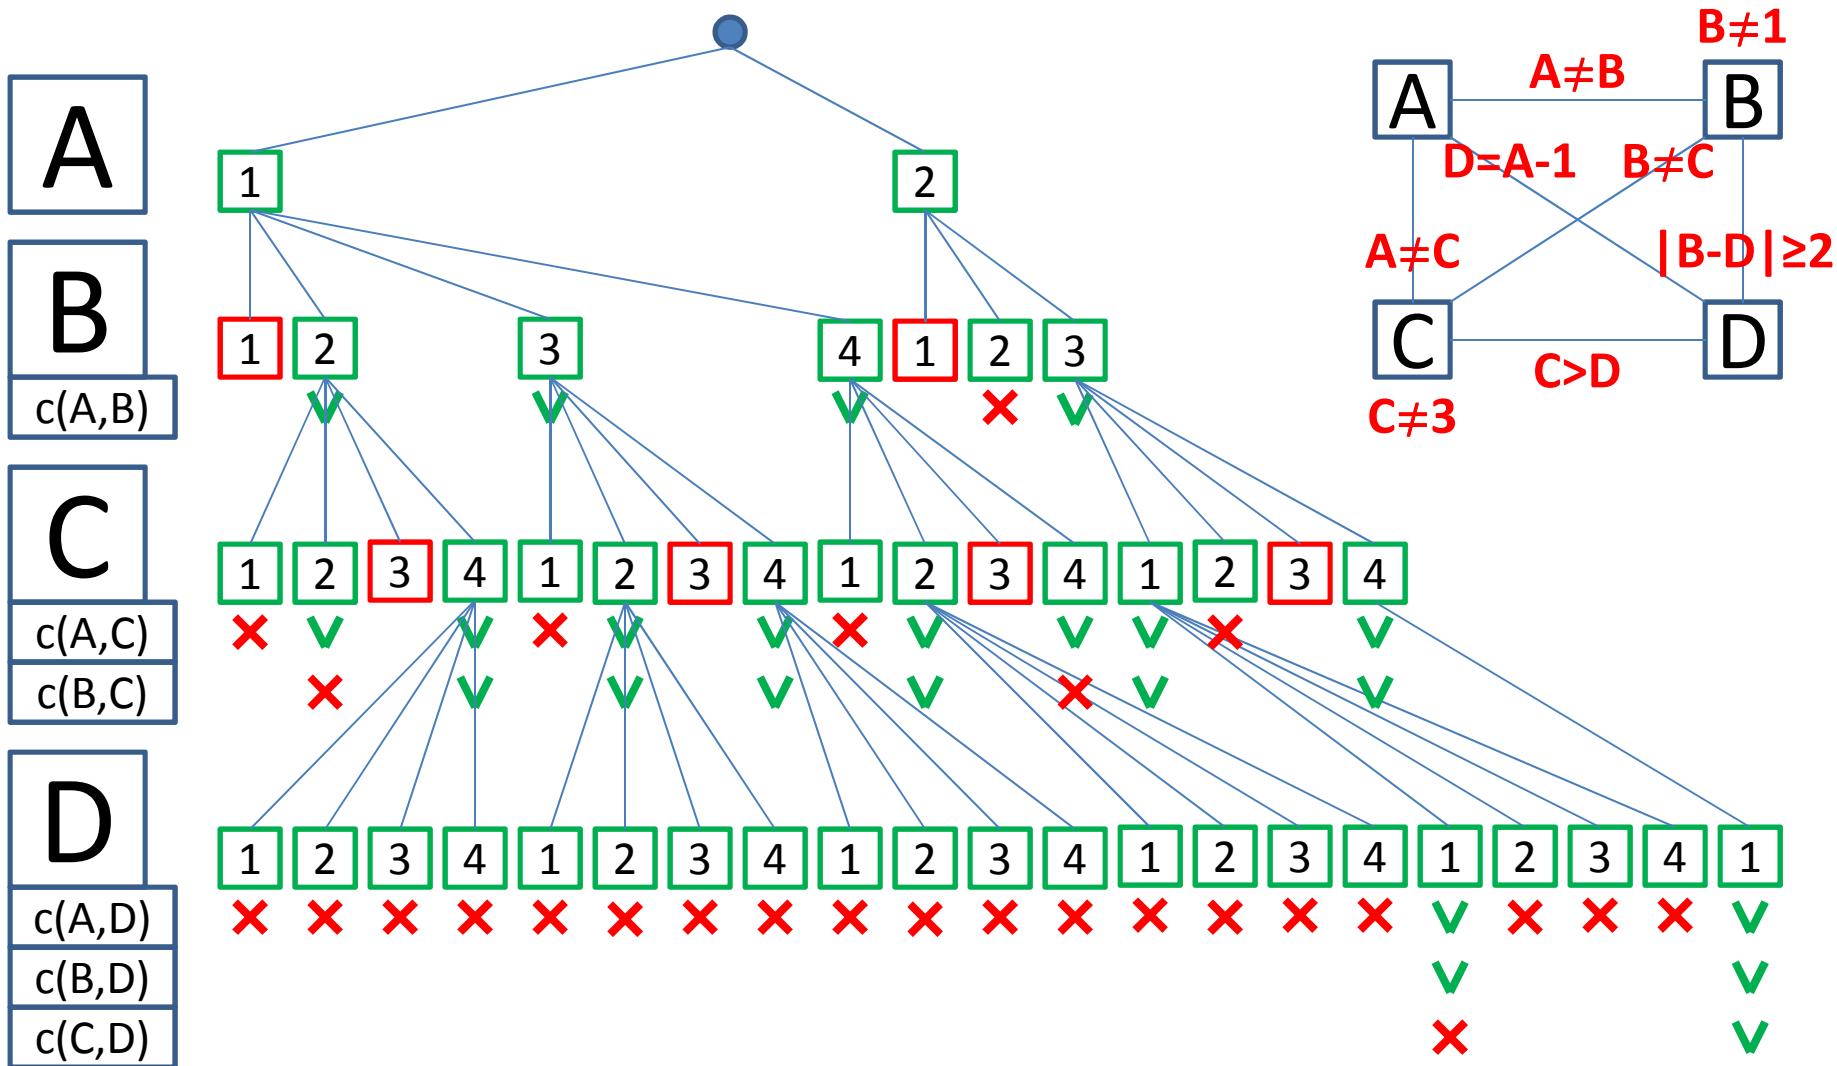 B≠1
A 1 2 A A≠B B
D=A-1 B≠C
B 1 2 3 4 1 2 3 A≠C |B-D|≥2
C D
C>D
c(A,B) C≠3
C 1 2 3 4 1 2 3 4 1 2 3 4 1 2 3 4
c(A,C)
c(B,C)
D 1 2 3 4 1 2 3 4 1 2 3 4 1 2 3 4 1 2 3 4 1
c(A,D)
c(B,D)
c(C,D)